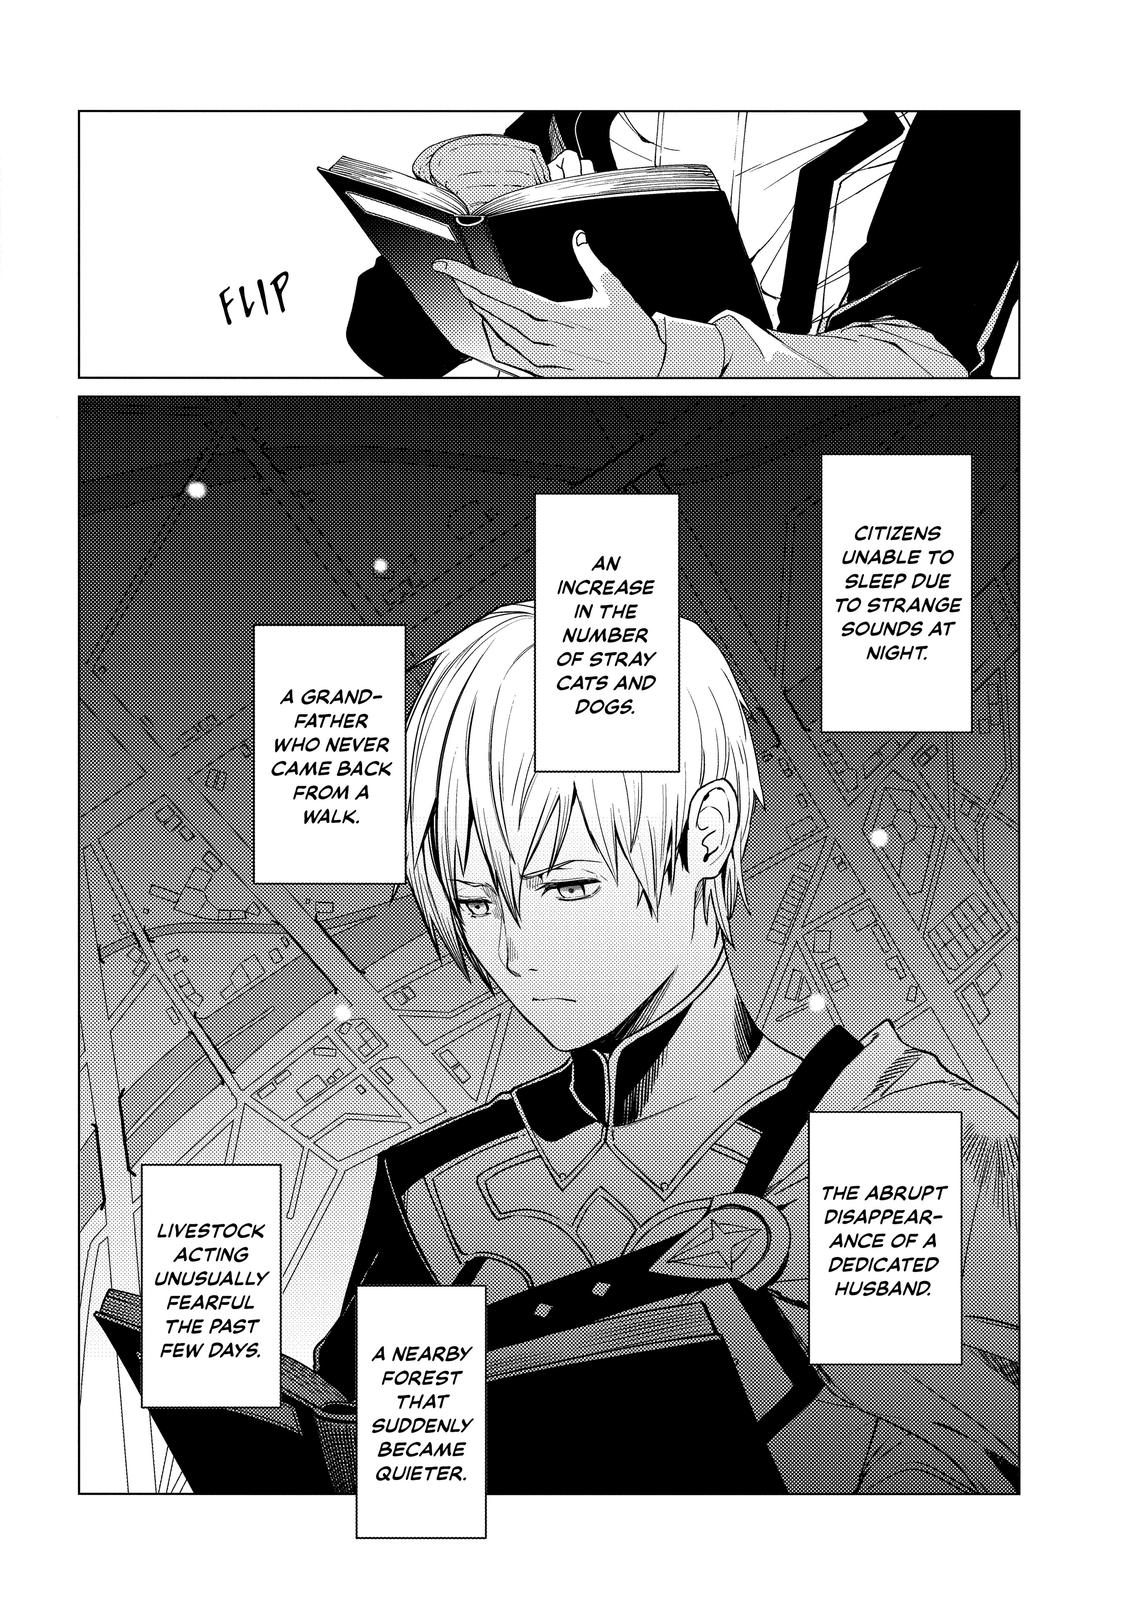 FLIP
CITIZENS
UNABLE TO
SLEEP DUE
TO STRANGE
SOUNDS AT
NIGHT.
AN
INCREASE
IN THE
NUMBER
OF STRAY
CATS AND
DOGS.
A GRAND-
FATHER
WHO NEVER
CAME BACK
FROM A
WALK.
THE ABRUPT
DISAPPEAR-
ANCE OF A
DEDICATED
HUSBAND.
A NEARBY
FOREST
THAT
SUDDENLY
BECAME
QUIETER.
LIVESTOCK
ACTING
UNUSUALLY
FEARFUL
THE PAST
FEW DAYS.